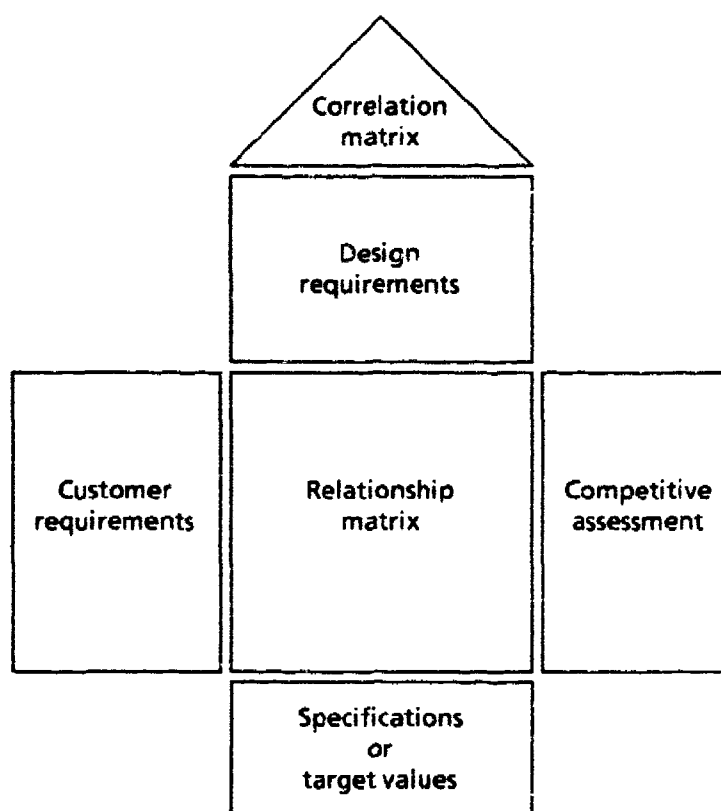 Correlation
matrix
Design
requirements
Customer
requirements
Relationship
matrix
Competitive
assessment
Specifications
or
target values